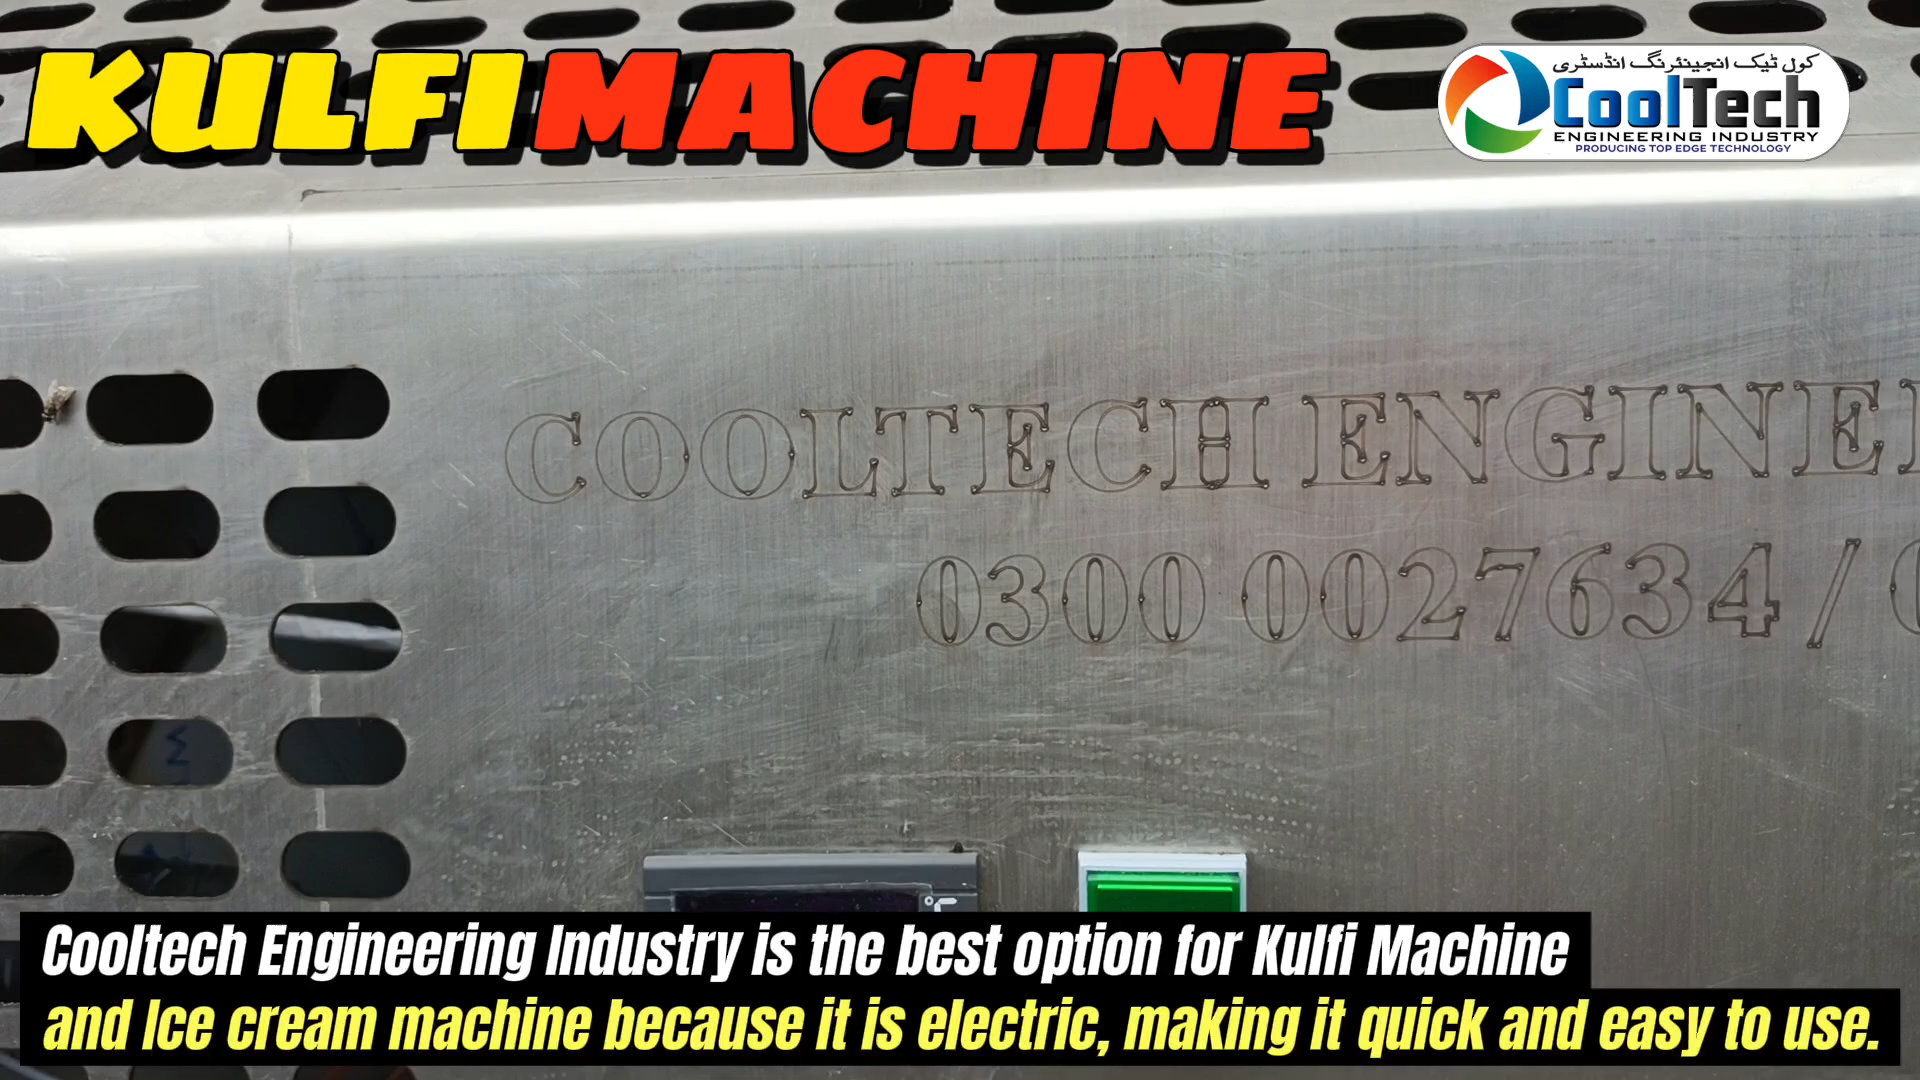 KULFI MACHINE
کول ٹیک انجینئرنگ انڈسٹری
CoolTech
ENGINEERING INDUSTRY
PRODUCING TOP EDGE TECHNOLOGY
COOLTECH ENGINE
0300 0027634 /
°C
Cooltech Engineering Industry is the best option for Kulfi Machine
and Ice cream machine because it is electric, making it quick and easy to use.